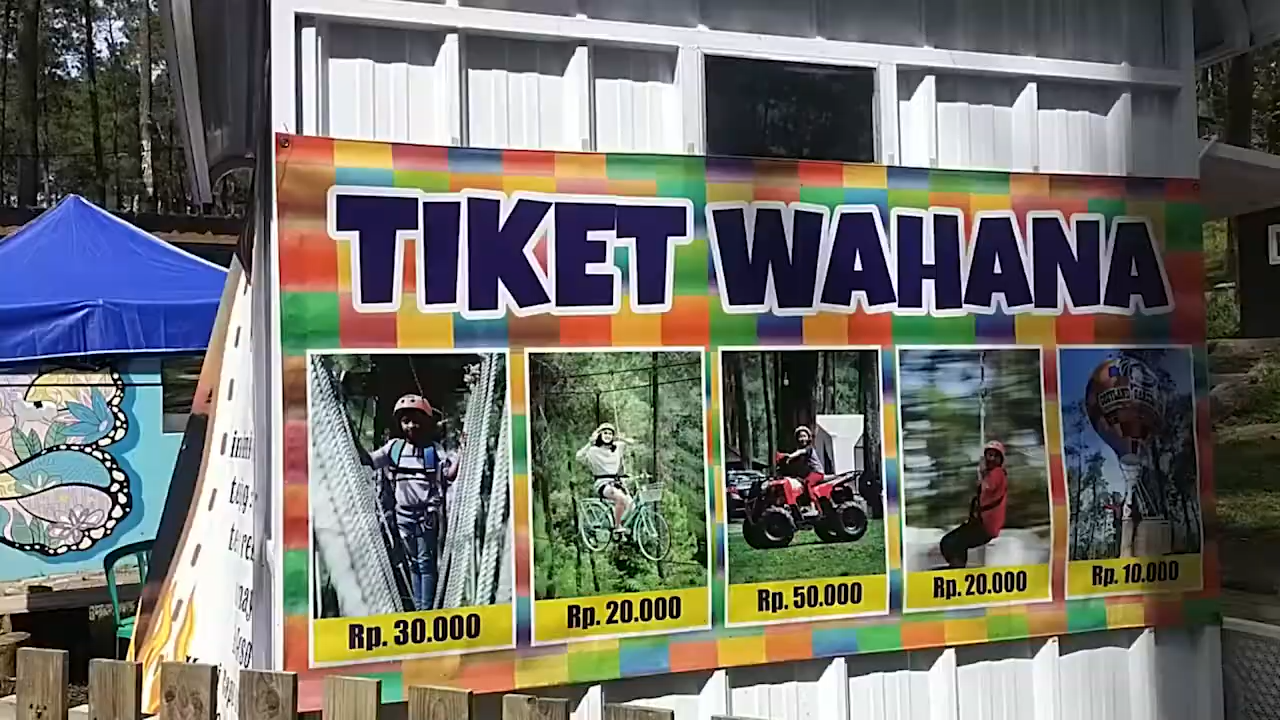 TIKET WAHANA
Rp. 30.000
Rp. 20.000
Rp. 50.000
Rp. 20.000
Rp. 10.000